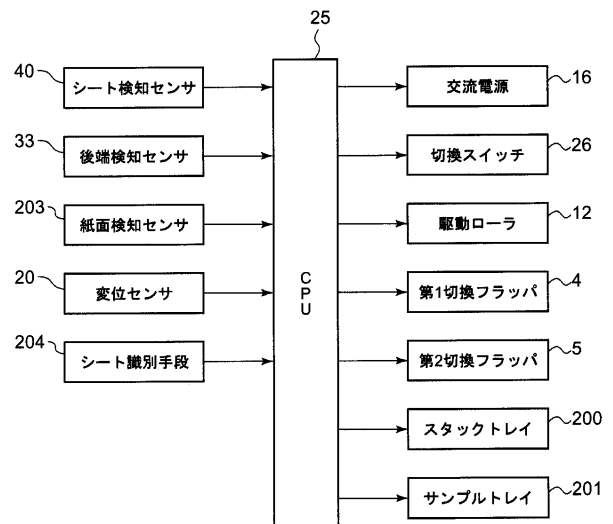 25
40
シート検知センサ
交流電源
16
33
後端検知センサ
切換スイッチ
26
203
紙面検知センサ
駆動ローラ
12
20
変位センサ
CPU
第1切換フラッパ
4
204
シート識別手段
第2切換フラッパ
5
スタックトレイ
200
サンプルトレイ
201